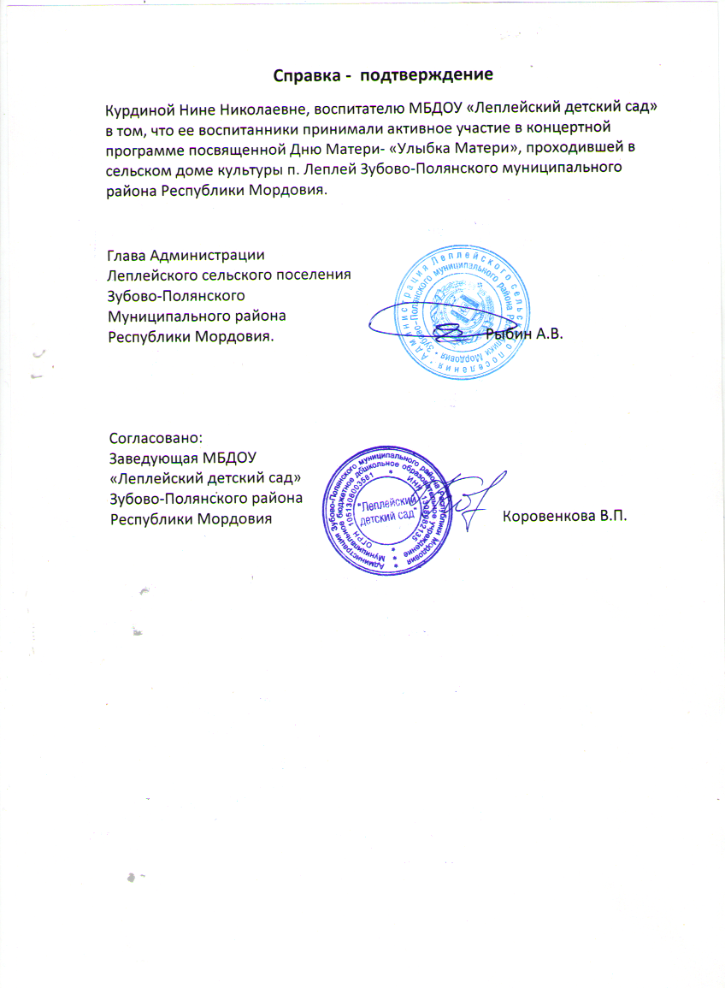 Справка - подтверждение
Курдиной Нине Николаевне, воспитателю МБДОУ «Леплейский детский сад»
в том, что ее воспитанники принимали активное участие в концертной
программе посвященной Дню Матери- «Улыбка Матери», проходившей в
сельском доме культуры п. Леплей Зубово-Полянского муниципального
района Республики Мордовия.
Глава Администрации
Леплейского сельского поселения
Зубово-Полянского
Муниципального района
Республики Мордовия.
Рыбин А.В.
Администрация Леплейского сельского поселения
Зубово-Полянского муниципального района Республики Мордовия
Согласовано:
Заведующая МБДОУ
«Леплейский детский сад»
Зубово-Полянского района
Республики Мордовия
Коровенкова В.П.
Администрация Зубово-Полянского муниципального района Республики Мордовия
Муниципальное бюджетное дошкольное образовательное учреждение
ОГРН 1051308003581
ИНН
"Леплейский
детский сад"